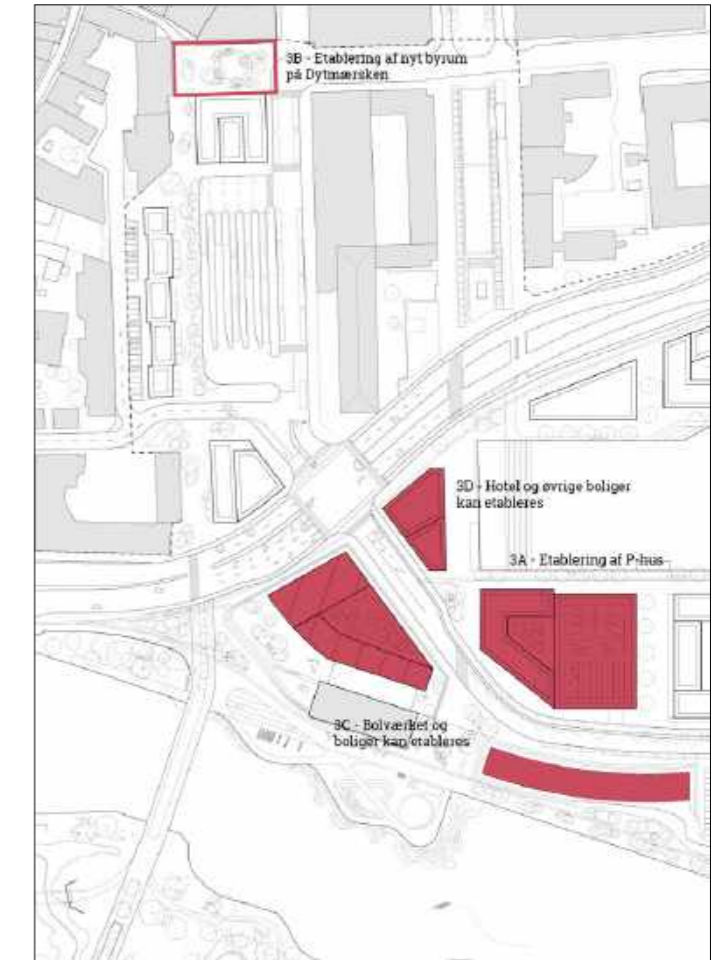 3B - Etablering af nyt byrum
på Dytmærsken
3D - Hotel og øvrige boliger
kan etableres
3A - Etablering af P-hus
3C - Bolværket og
boliger kan etableres